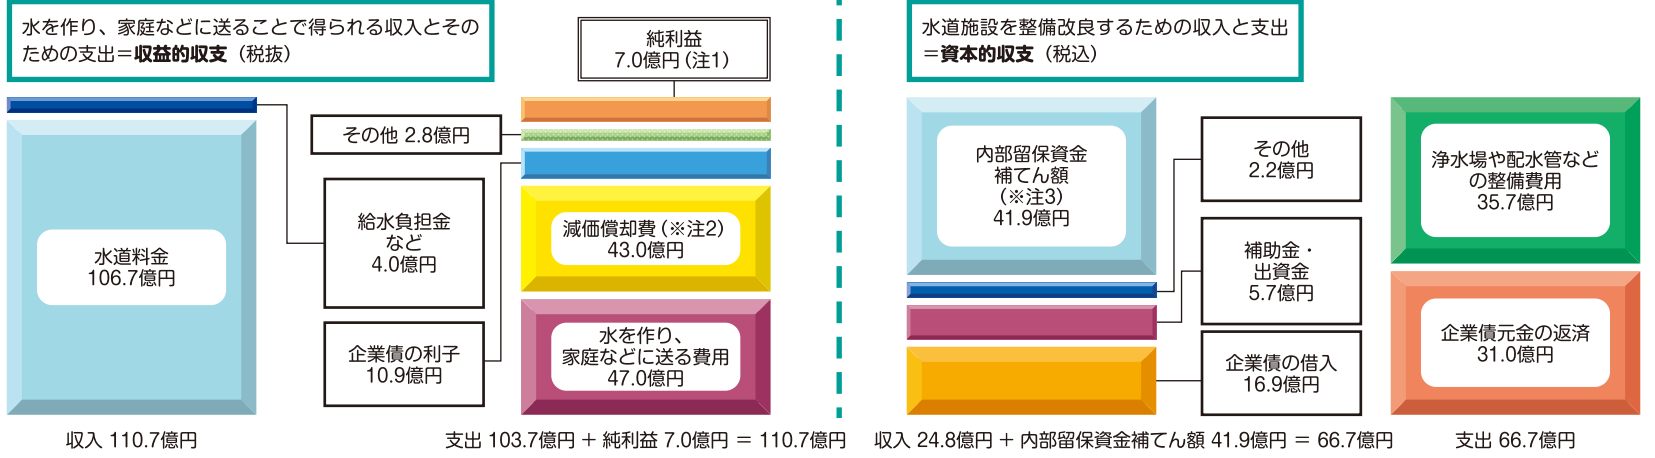 水を作り、家庭などに送ることで得られる収入とその
ための支出＝収益的収支（税抜）
水道料金
106.7億円
給水負担金
など
4.0億円
収入 110.7億円
純利益
7.0億円（注1）
その他 2.8億円
企業債の利子
10.9億円
減価償却費（※注2）
43.0億円
水を作り、
家庭などに送る費用
47.0億円
支出 103.7億円 ＋ 純利益 7.0億円 ＝ 110.7億円
水道施設を整備改良するための収入と支出
＝資本的収支（税込）
内部留保資金
補てん額
（※注3）
41.9億円
その他
2.2億円
補助金・
出資金
5.7億円
企業債の借入
16.9億円
収入 24.8億円 ＋ 内部留保資金補てん額 41.9億円 ＝ 66.7億円
浄水場や配水管など
の整備費用
35.7億円
企業債元金の返済
31.0億円
支出 66.7億円